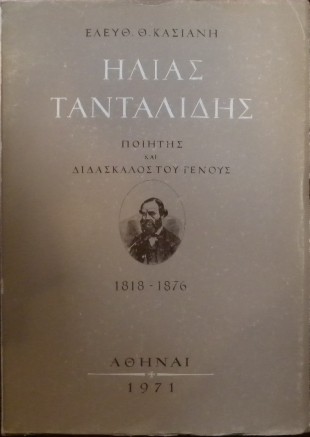 ΕΛΕΥΘ. Θ. ΚΑΣΙΑΝΗ
ΗΛΙΑΣ
ΤΑΝΤΑΛΙΔΗΣ
ΠΟΙΗΤΗΣ
ΚΑΙ
ΔΙΔΑΣΚΑΛΟΣ ΤΟΥ ΓΕΝΟΥΣ
1818 - 1876
ΑΘΗΝΑΙ
1971